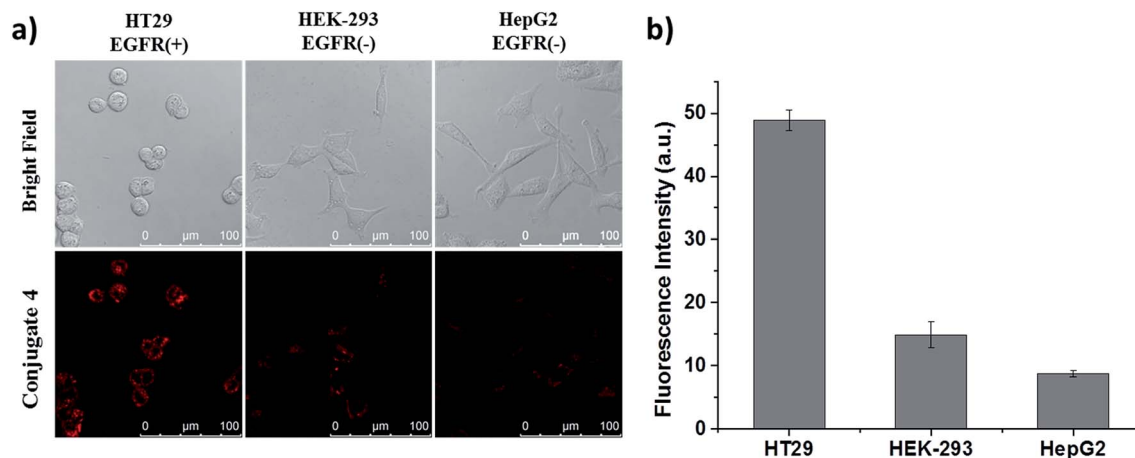 a)
HT29
EGFR(+)
HEK-293
EGFR(-)
HepG2
EGFR(-)
Bright Field
0 µm 100
0 µm 100
0 µm 100
Conjugate 4
0 µm 100
0 µm 100
0 µm 100
b)
Fluorescence Intensity (a.u.)
50
40
30
20
10
0
HT29
HEK-293
HepG2